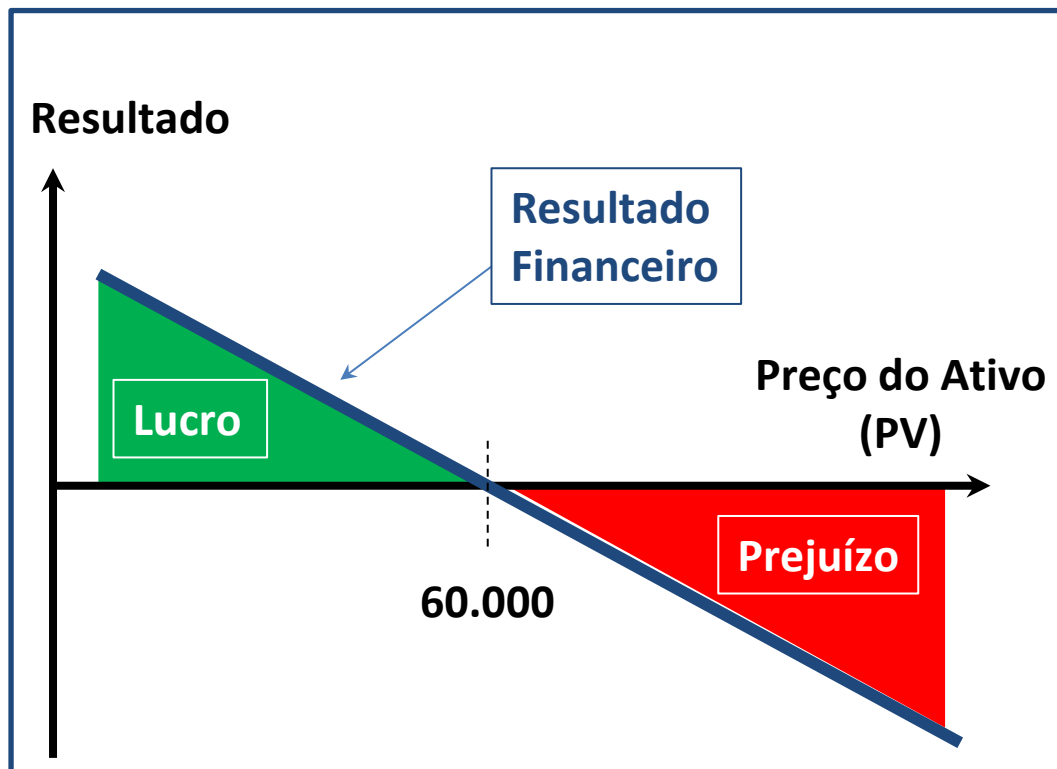 Resultado
Resultado
Financeiro
Preço do Ativo
(PV)
Lucro
Prejuízo
60.000